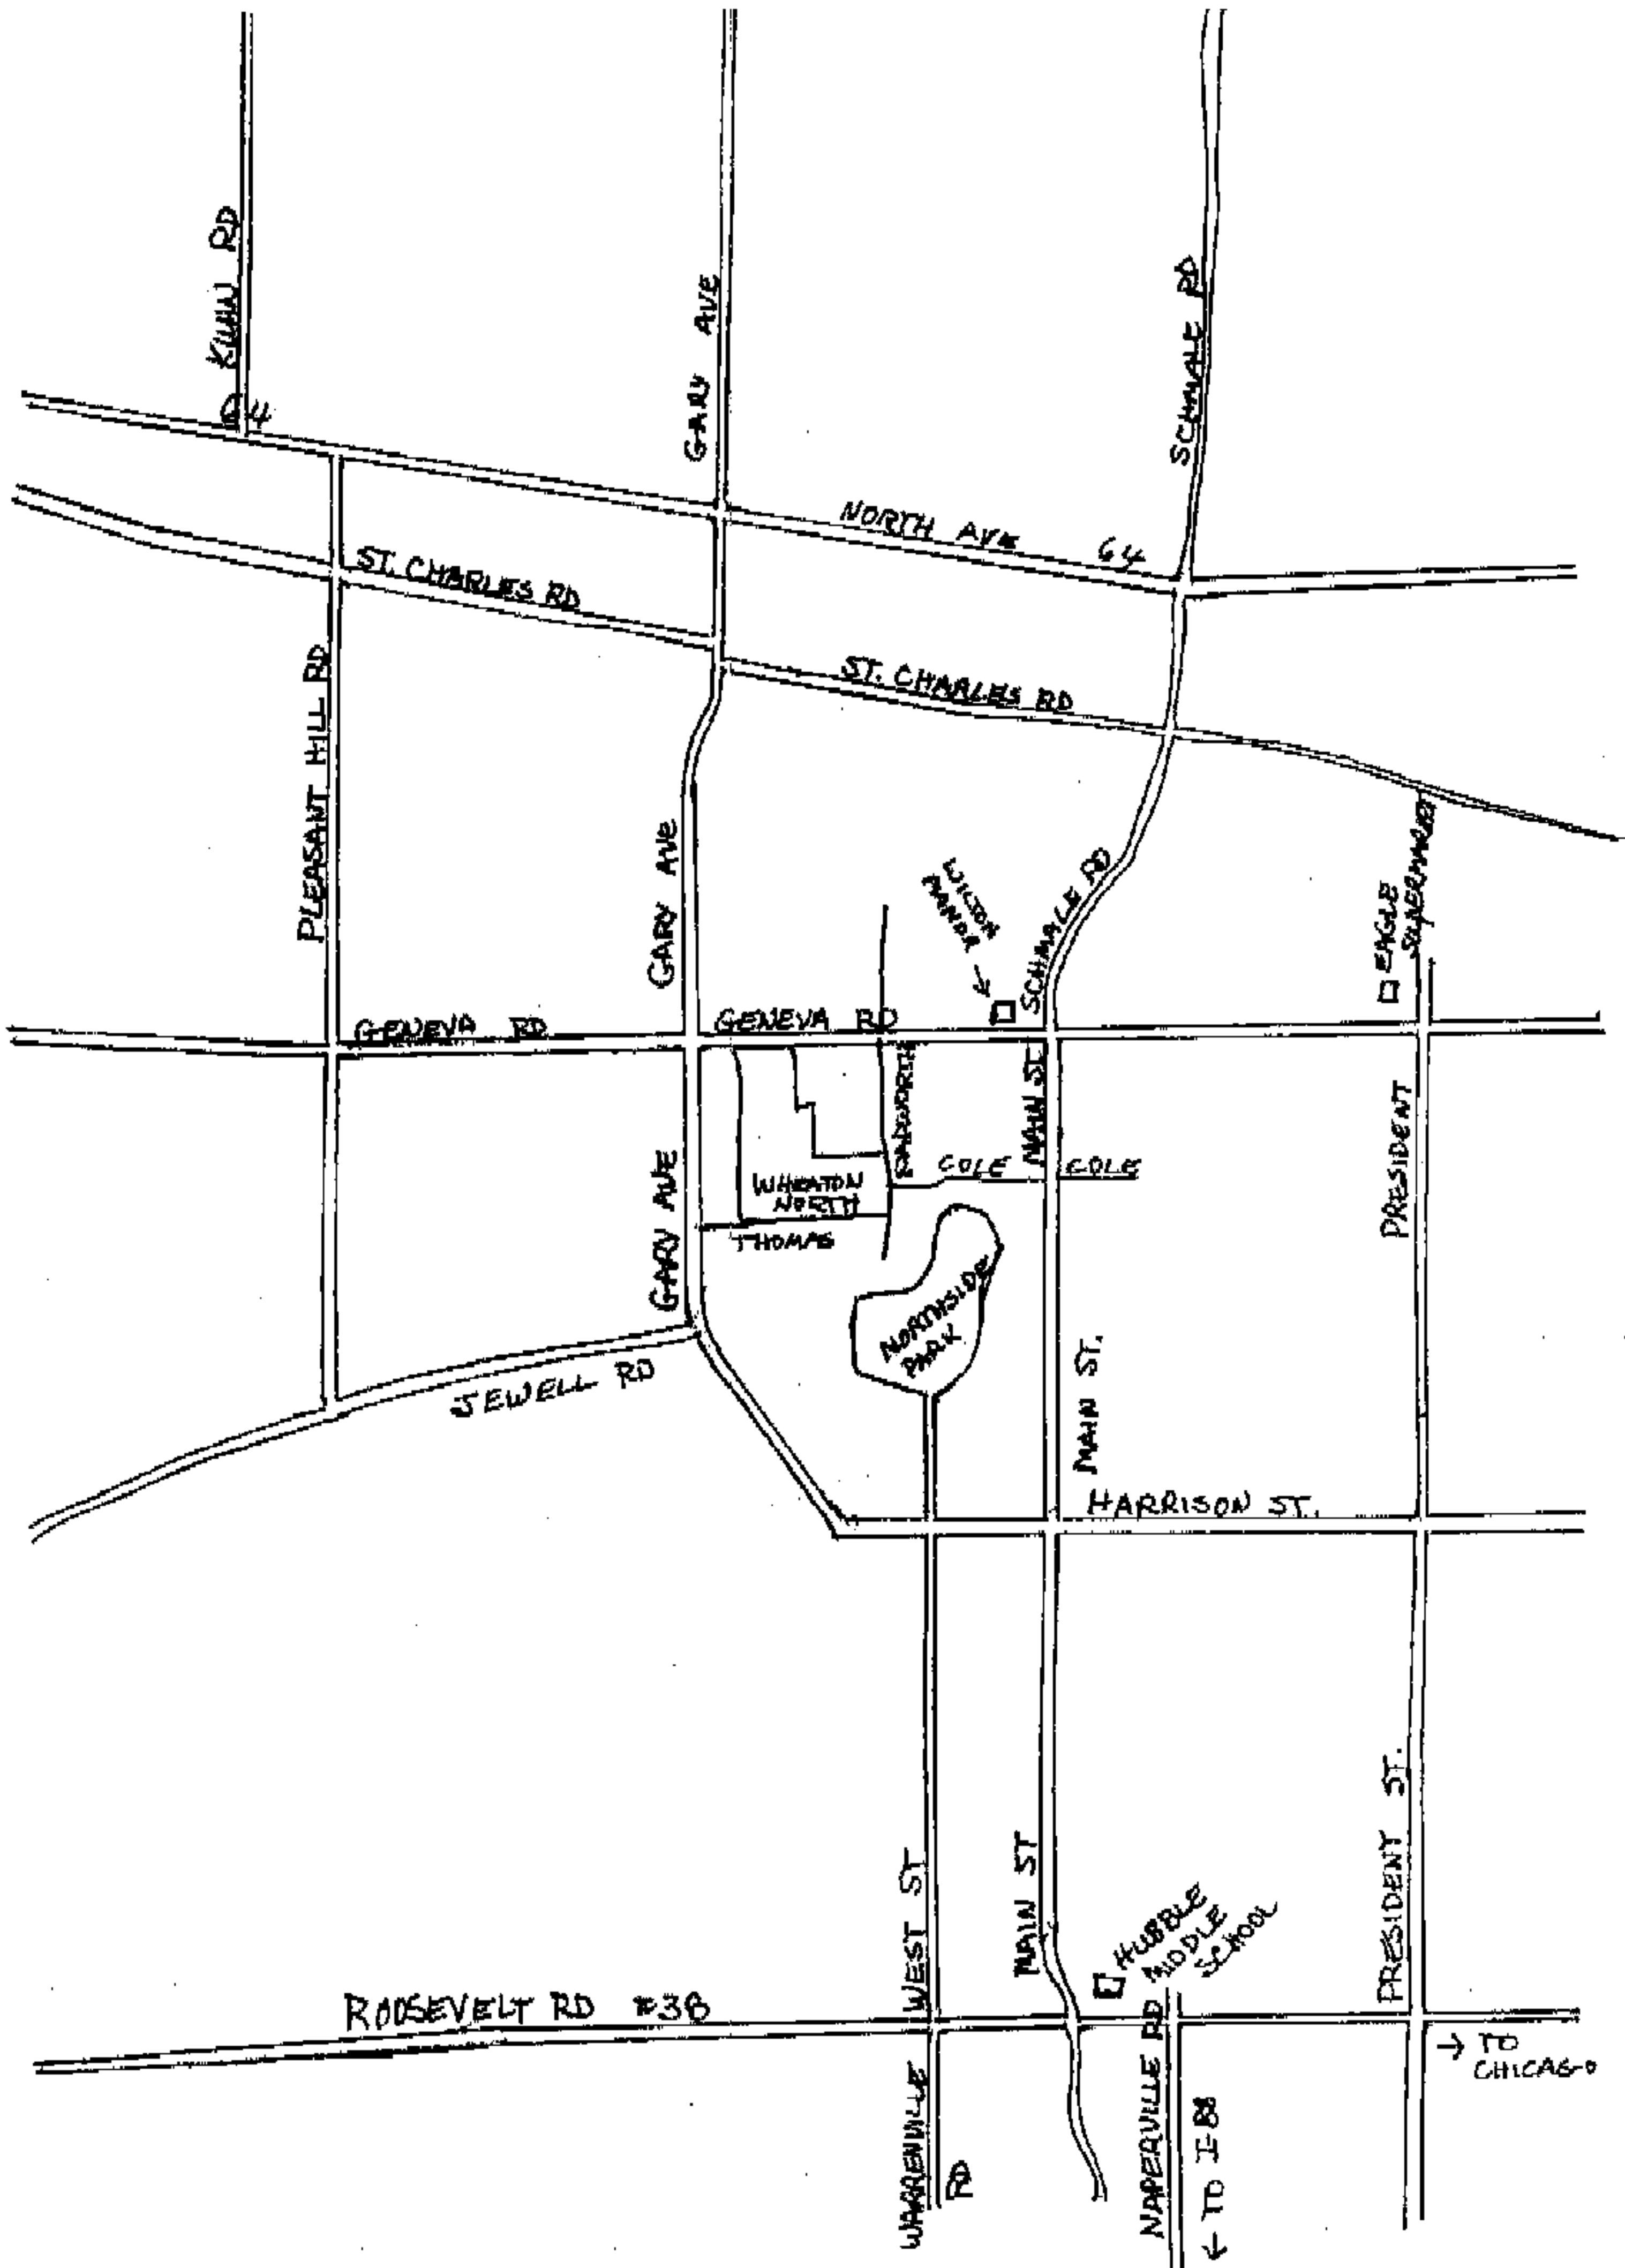 KUHN RD
GARY AVE
SCHMALE RD
64
NORTH AVE 64
ST. CHARLES RD
ST. CHARLES RD
PLEASANT HILL RD
GARY AVE
SCHMALE RD
MANOR
EAGLE
SUPERMARKET
GENEVA RD
GENEVA RD
MAIN ST
PRESIDENT
COLE
COLE
WHEATON
NORTH
THOMAS
GARY AVE
NORTHSIDE
PARK
JEWELL RD
MAIN ST.
HARRISON ST.
WEST ST
MAIN ST
HUBBLE
MIDDLE
SCHOOL
PRESIDENT ST.
ROOSEVELT RD #38
→ TO
CHICAGO
WARRENVILLE
RD
NAPERVILLE RD
← TO I-88